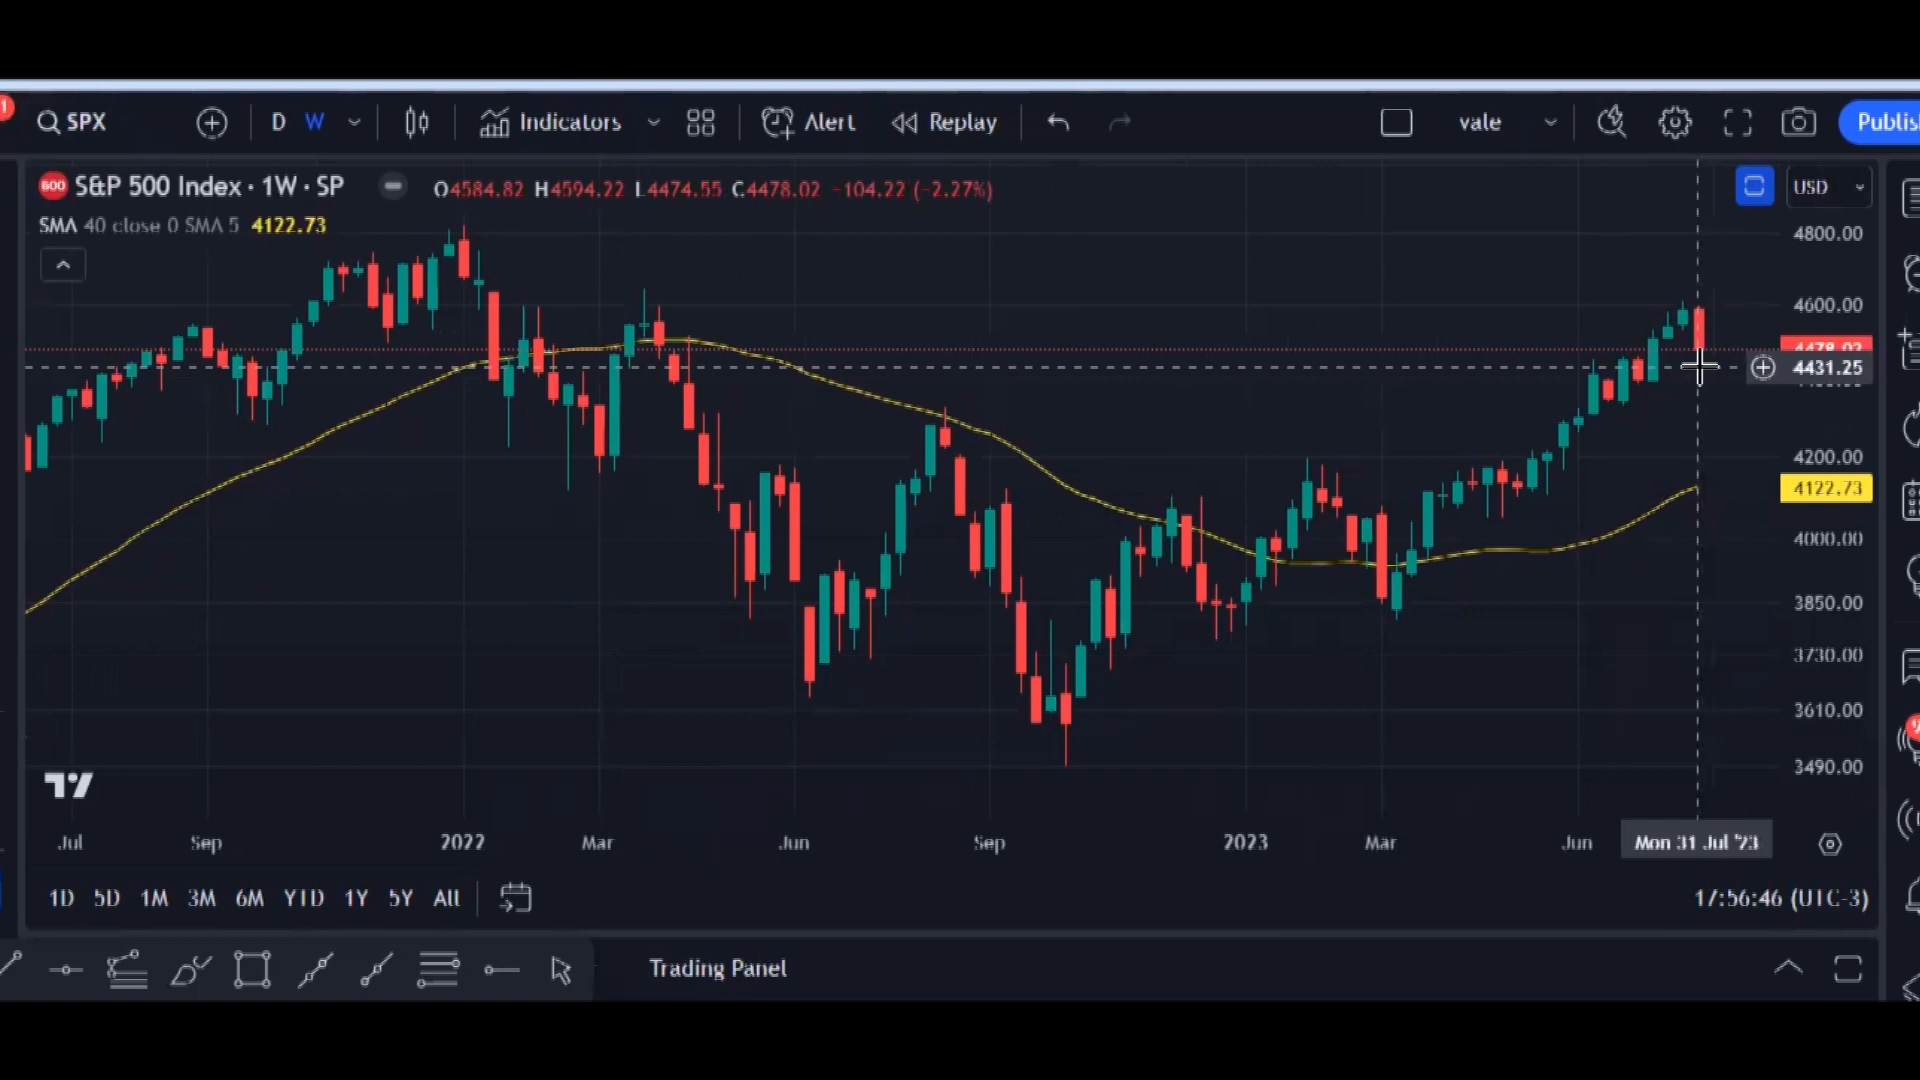 1
SPX
D W
Indicators
Alert
Replay
vale
Publis
500 S&P 500 Index · 1W · SP
O4584.82 H4594.22 L4474.55 C4478.02 -104.22 (-2.27%)
USD
SMA 40 close 0 SMA 5 4122.73
4800.00
4600.00
4478.02
4431.25
4200.00
4122.73
4000.00
3850.00
3730.00
3610.00
3490.00
Jul Sep 2022 Mar Jun Sep 2023 Mar Jun Mon 31 Jul '23
1D 5D 1M 3M 6M YTD 1Y 5Y All
17:56:46 (UTC-3)
Trading Panel